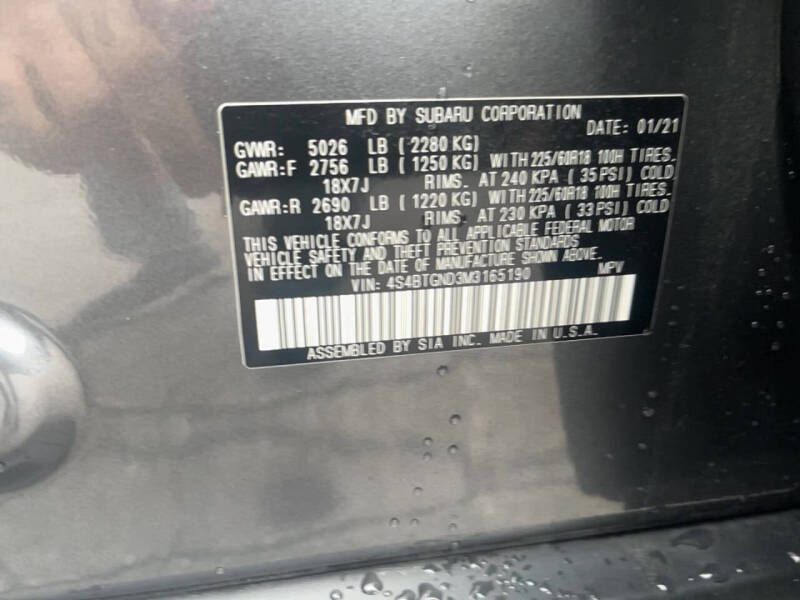 MFD BY SUBARU CORPORATION
DATE: 01/21
GVWR: 5026 LB ( 2280 KG)
GAWR:F 2756 LB ( 1250 KG) WITH 225/60R18 100H TIRES.
18X7J RIMS. AT 240 KPA ( 35 PSI) COLD
GAWR:R 2690 LB ( 1220 KG) WITH 225/60R18 100H TIRES.
18X7J RIMS. AT 230 KPA ( 33 PSI) COLD
THIS VEHICLE CONFORMS TO ALL APPLICABLE FEDERAL MOTOR
VEHICLE SAFETY AND THEFT PREVENTION STANDARDS
IN EFFECT ON THE DATE OF MANUFACTURE SHOWN ABOVE.
VIN: 4S4BTGND3M3165190 MPV
ASSEMBLED BY SIA INC. MADE IN U.S.A.